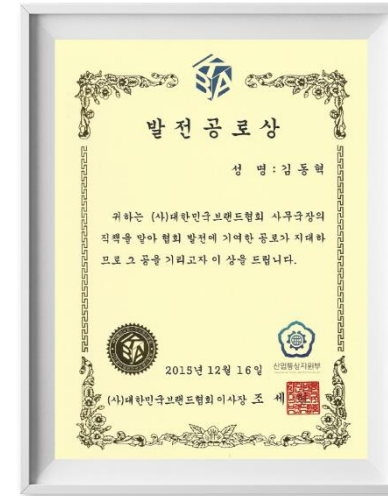 발전공로상
성 명 : 김동혁
귀하는 (사)대한민국브랜드협회 사무국장의
직책을 맡아 협회 발전에 기여한 공로가 지대하
므로 그 공을 기리고자 이 상을 드립니다.
산업통상자원부
2015년 12월 16일
(사)대한민국브랜드협회 이사장 조 세